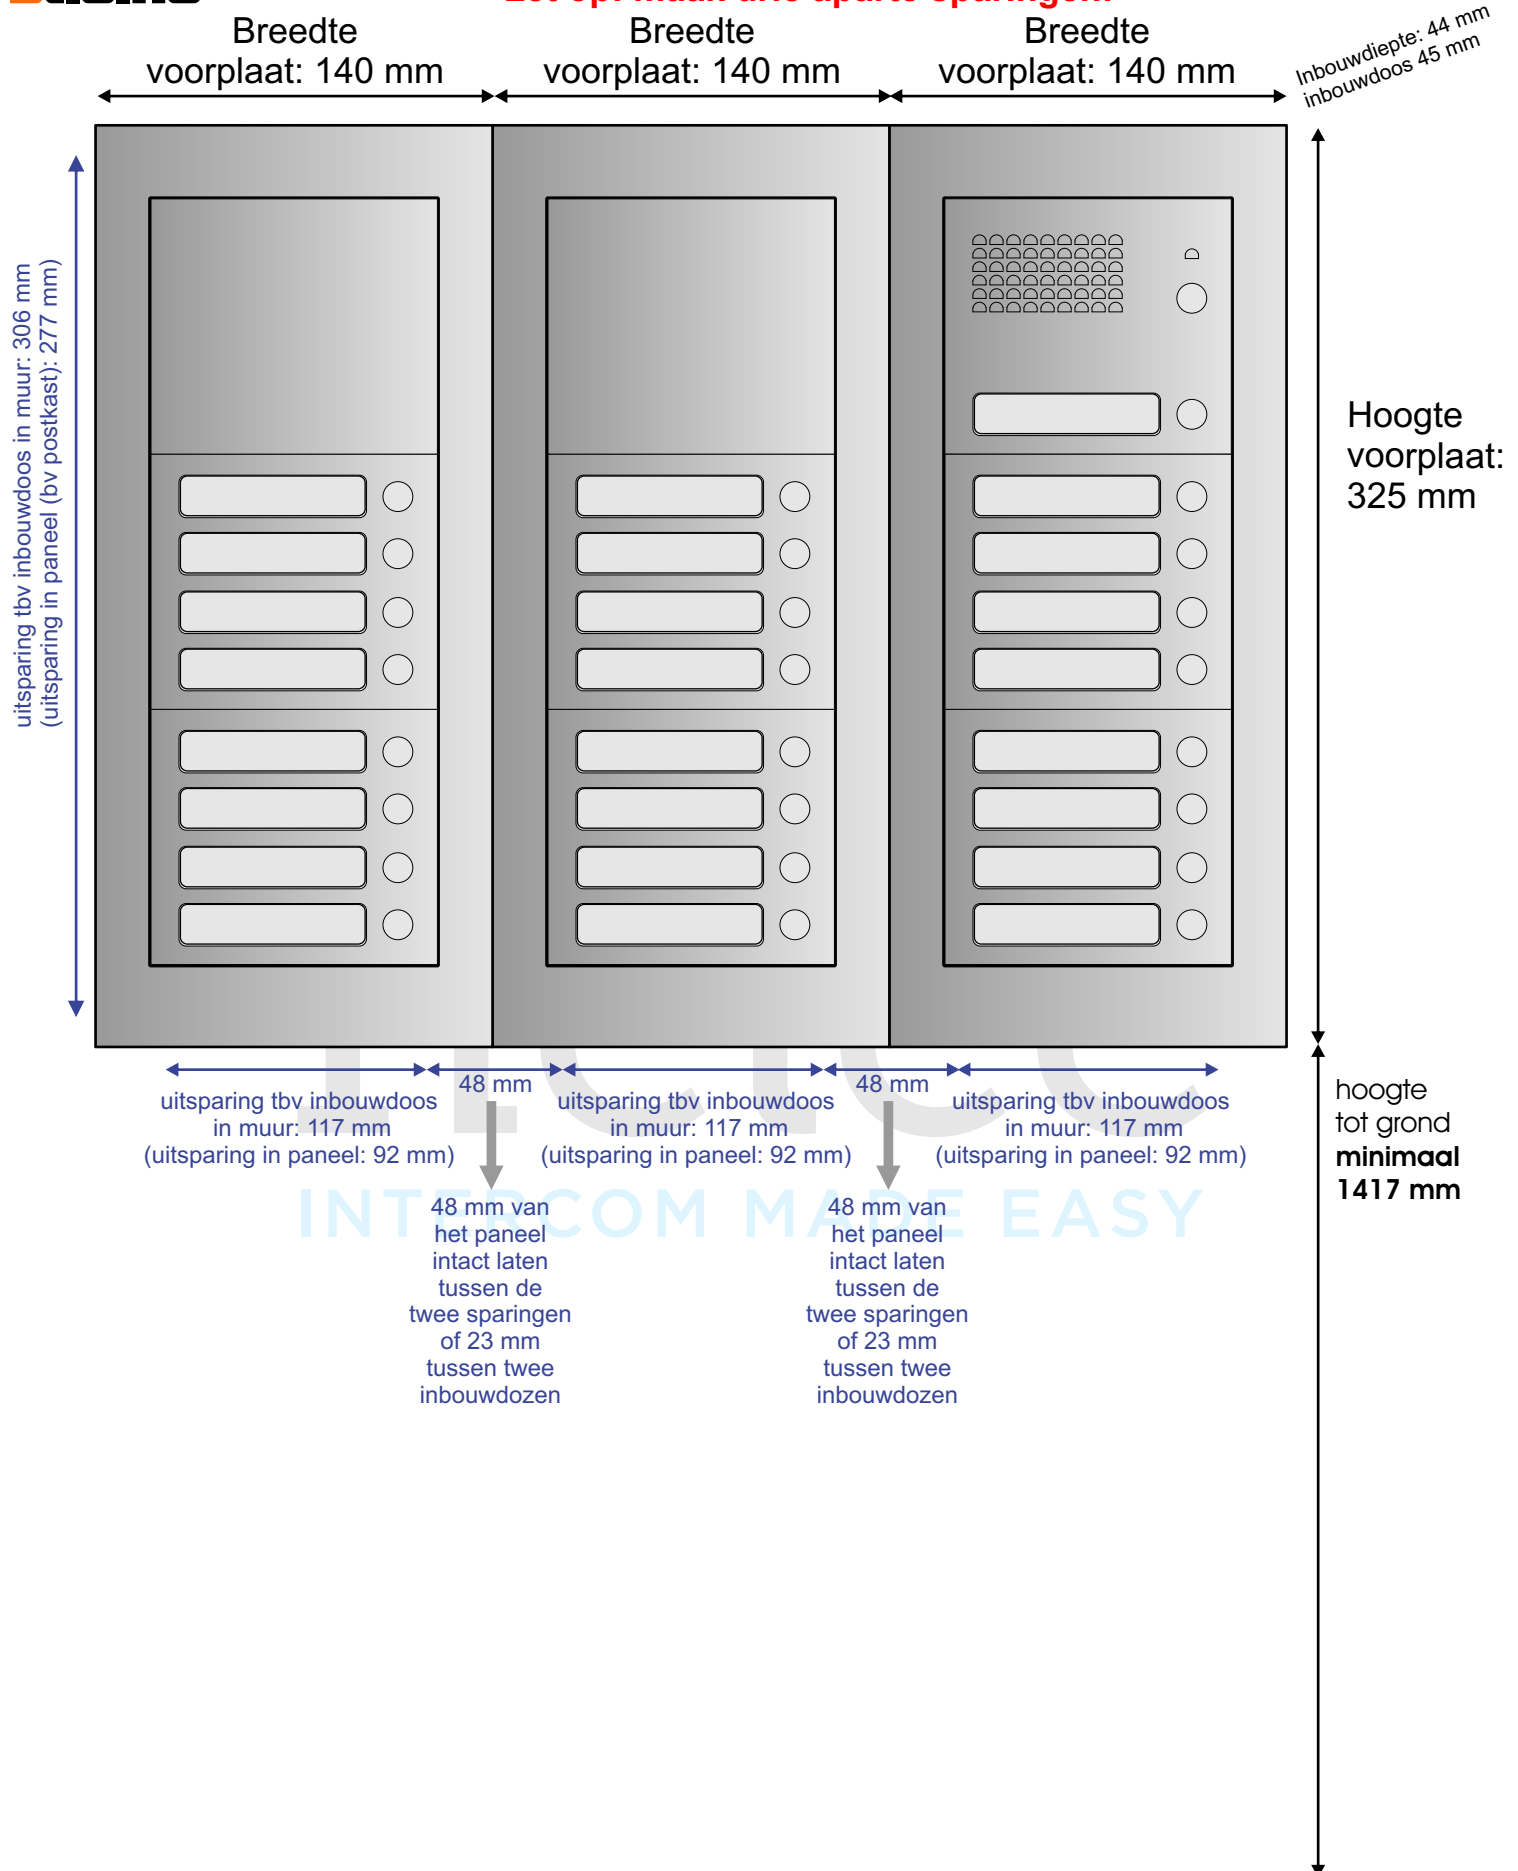 Breedte
voorplaat: 140 mm
Breedte
voorplaat: 140 mm
Breedte
voorplaat: 140 mm
Inbouwdiepte: 44 mm
inbouwdoos 45 mm
uitsparing tbv inbouwdoos in muur: 306 mm
(uitsparing in paneel (bv postkast): 277 mm)
Hoogte
voorplaat:
325 mm
48 mm
48 mm
uitsparing tbv inbouwdoos
in muur: 117 mm
(uitsparing in paneel: 92 mm)
uitsparing tbv inbouwdoos
in muur: 117 mm
(uitsparing in paneel: 92 mm)
uitsparing tbv inbouwdoos
in muur: 117 mm
(uitsparing in paneel: 92 mm)
hoogte
tot grond
minimaal
1417 mm
INTERCOM MADE EASY
48 mm van
het paneel
intact laten
tussen de
twee sparingen
of 23 mm
tussen twee
inbouwdozen
48 mm van
het paneel
intact laten
tussen de
twee sparingen
of 23 mm
tussen twee
inbouwdozen